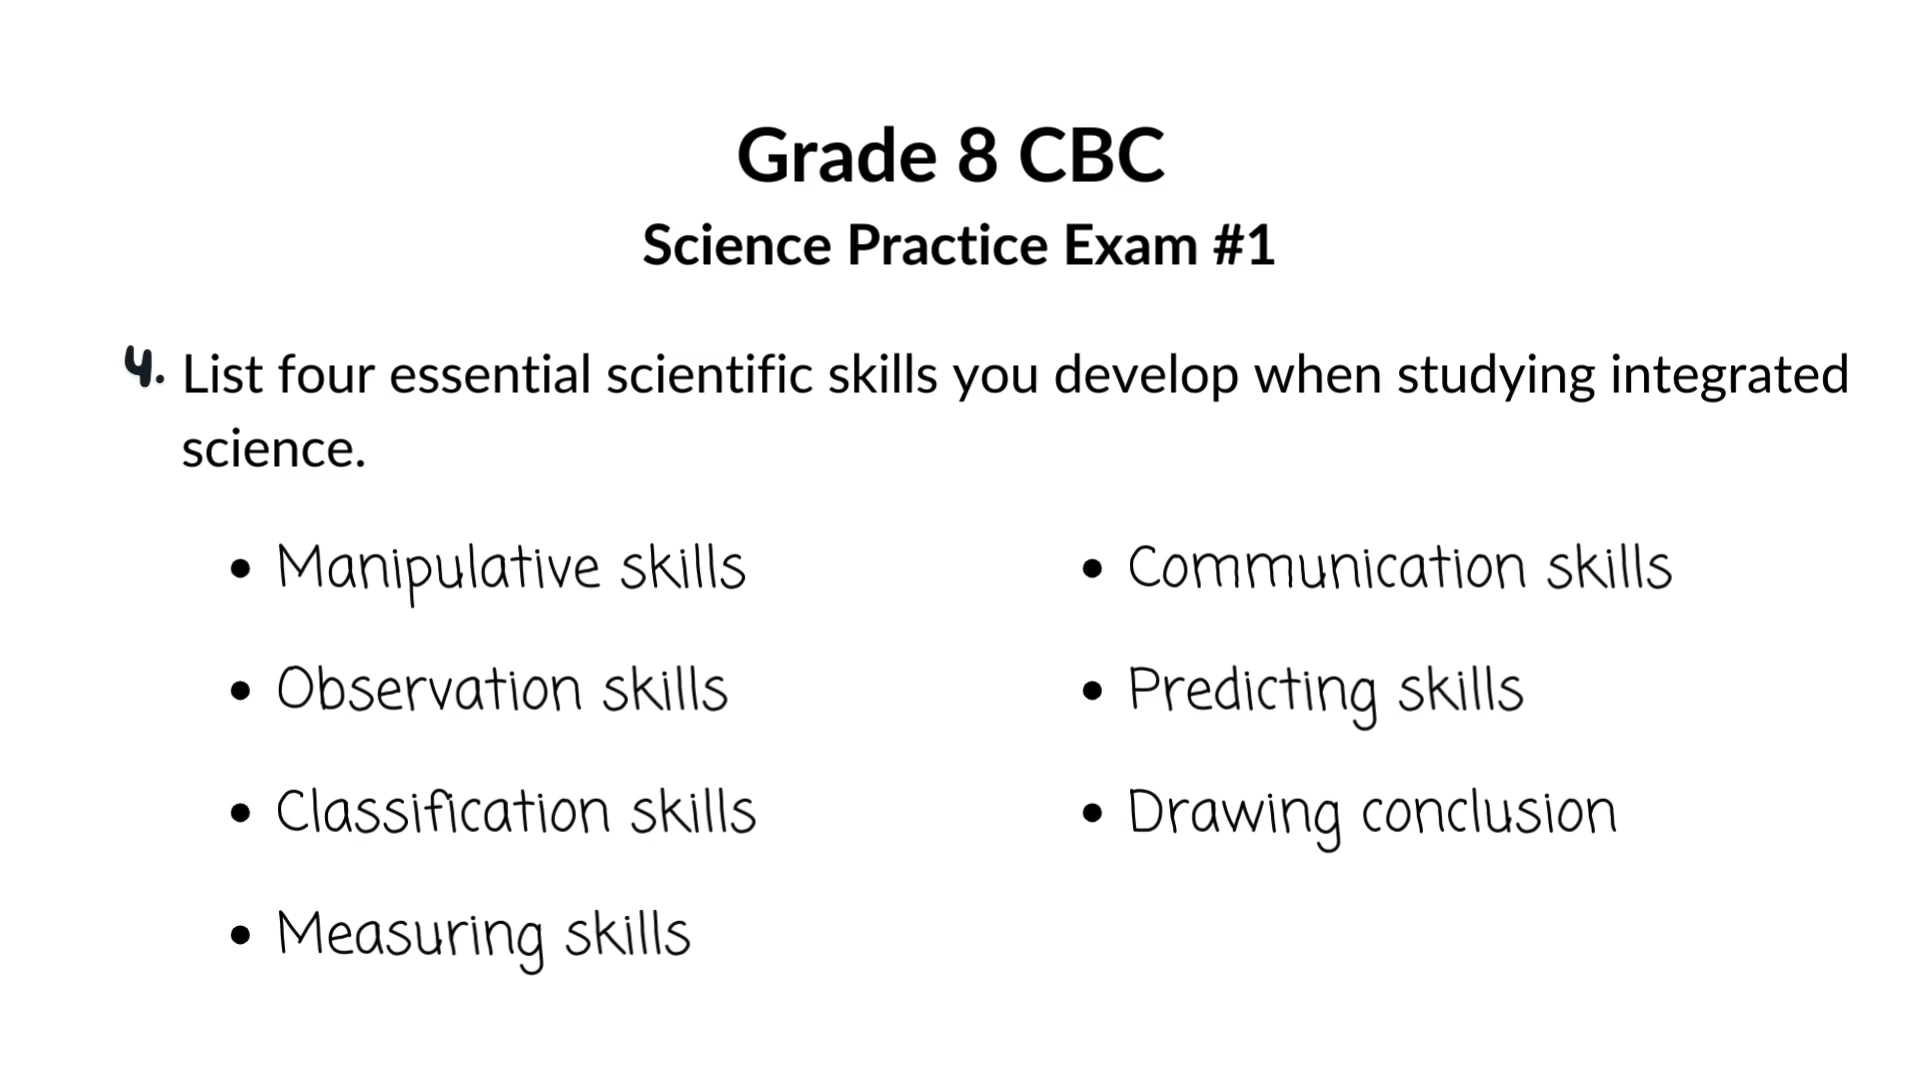 Grade 8 CBC
Science Practice Exam #1
4. List four essential scientific skills you develop when studying integrated
science.
• Manipulative skills
• Observation skills
• Classification skills
• Measuring skills
• Communication skills
• Predicting skills
• Drawing conclusion